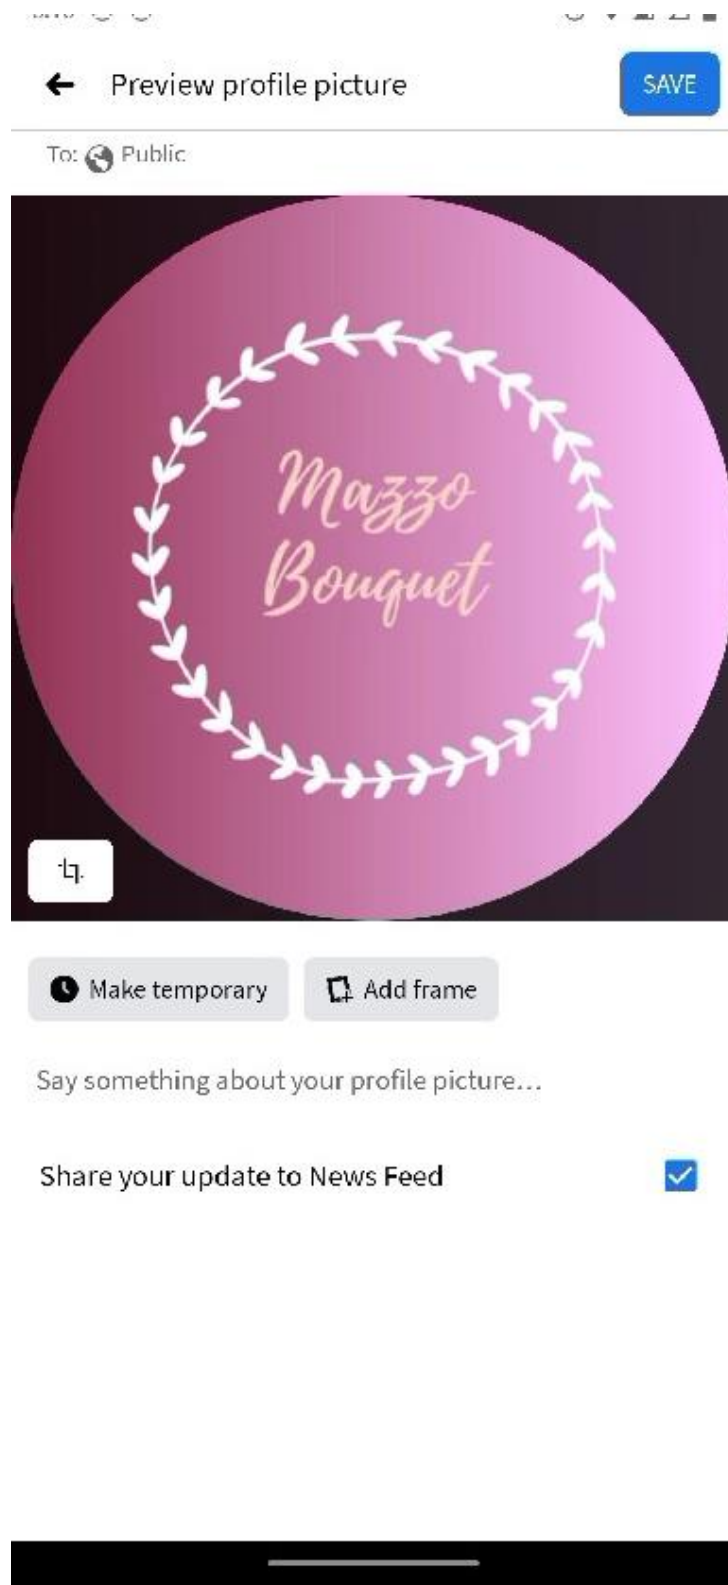 Preview profile picture
SAVE
To: Public
Mazzo
Bouquet
Make temporary
Add frame
Say something about your profile picture...
Share your update to News Feed